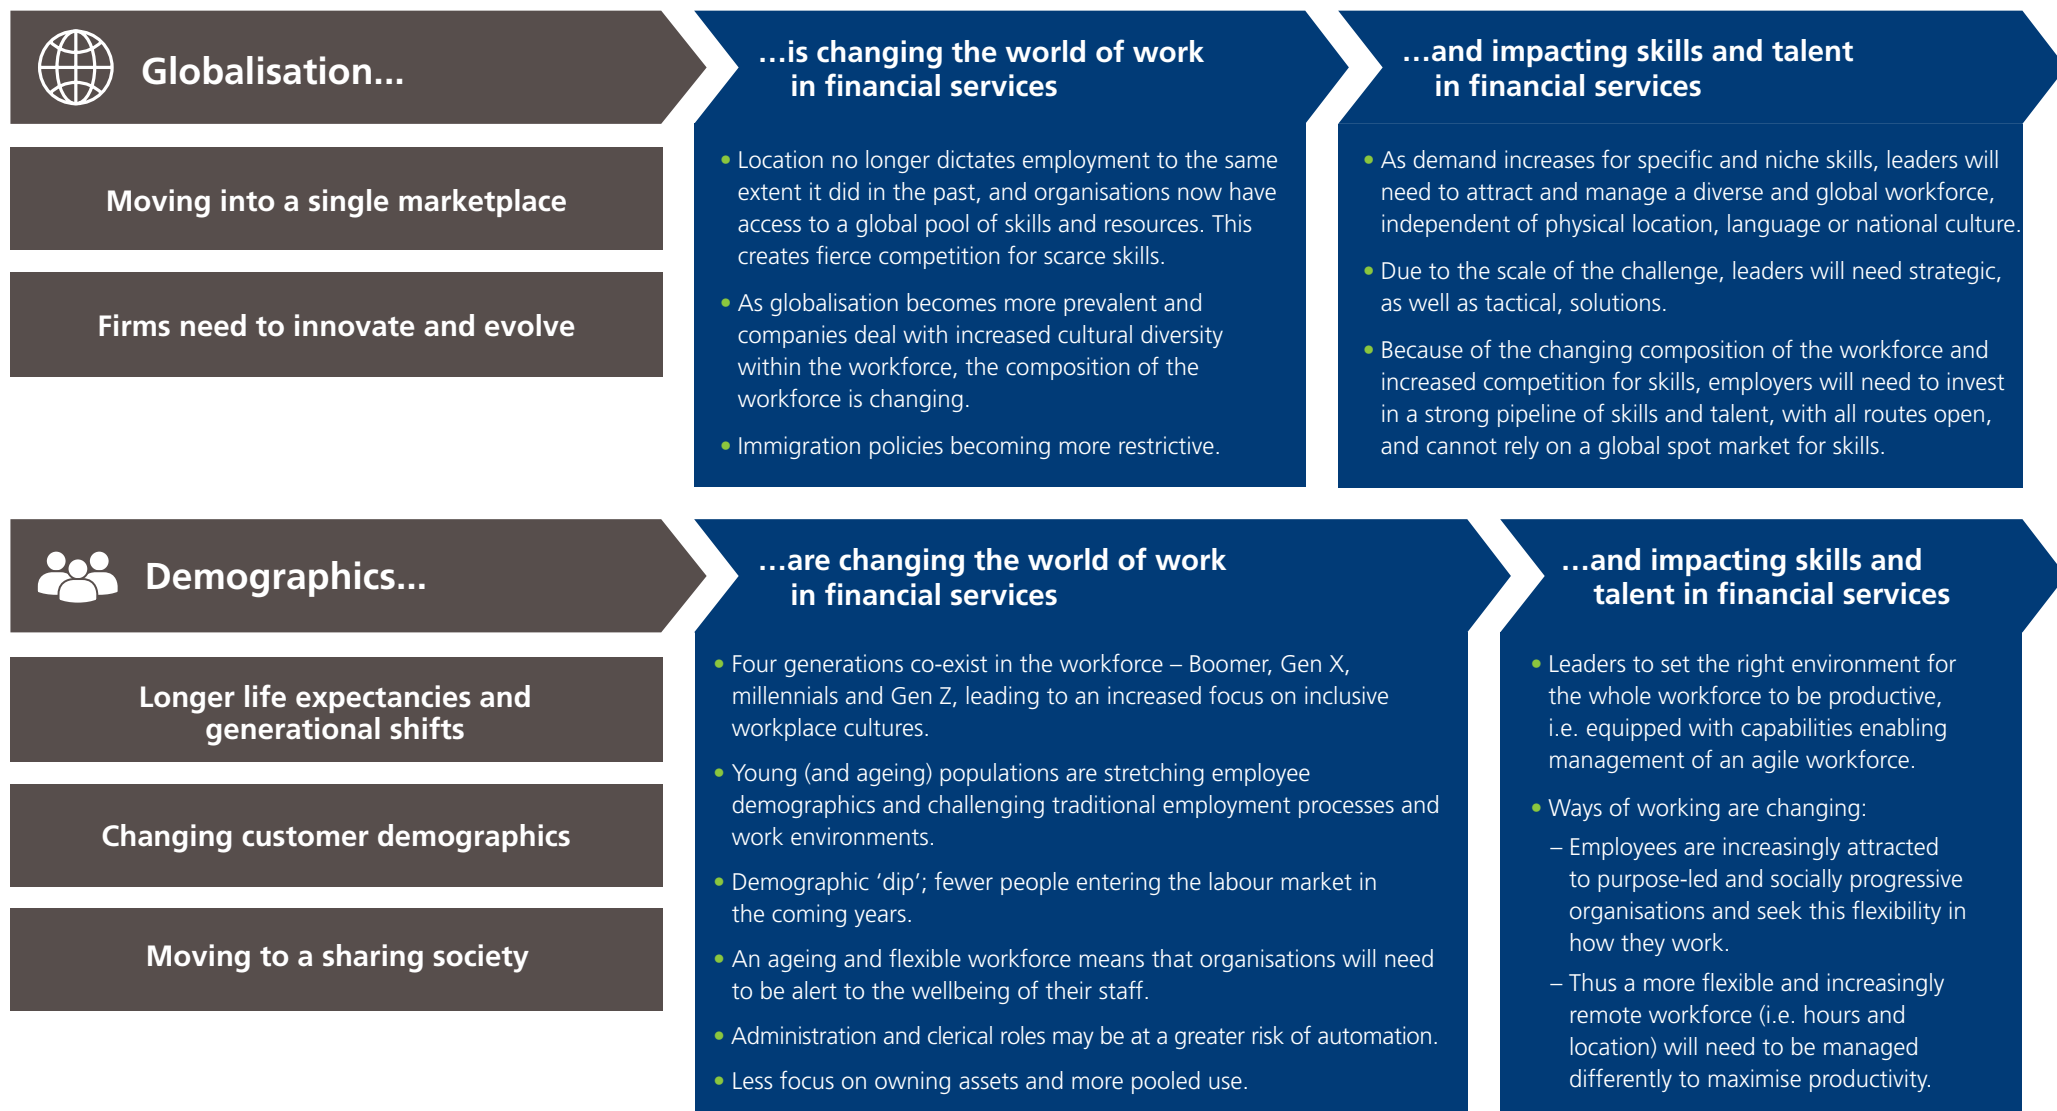 Globalisation...
Moving into a single marketplace
Firms need to innovate and evolve
...is changing the world of work
in financial services
• Location no longer dictates employment to the same
extent it did in the past, and organisations now have
access to a global pool of skills and resources. This
creates fierce competition for scarce skills.
• As globalisation becomes more prevalent and
companies deal with increased cultural diversity
within the workforce, the composition of the
workforce is changing.
• Immigration policies becoming more restrictive.
...and impacting skills and talent
in financial services
• As demand increases for specific and niche skills, leaders will
need to attract and manage a diverse and global workforce,
independent of physical location, language or national culture.
• Due to the scale of the challenge, leaders will need strategic,
as well as tactical, solutions.
• Because of the changing composition of the workforce and
increased competition for skills, employers will need to invest
in a strong pipeline of skills and talent, with all routes open,
and cannot rely on a global spot market for skills.
Demographics...
Longer life expectancies and
generational shifts
Changing customer demographics
Moving to a sharing society
...are changing the world of work
in financial services
• Four generations co-exist in the workforce – Boomer, Gen X,
millennials and Gen Z, leading to an increased focus on inclusive
workplace cultures.
• Young (and ageing) populations are stretching employee
demographics and challenging traditional employment processes and
work environments.
• Demographic ‘dip’; fewer people entering the labour market in
the coming years.
• An ageing and flexible workforce means that organisations will need
to be alert to the wellbeing of their staff.
• Administration and clerical roles may be at a greater risk of automation.
• Less focus on owning assets and more pooled use.
...and impacting skills and
talent in financial services
• Leaders to set the right environment for
the whole workforce to be productive,
i.e. equipped with capabilities enabling
management of an agile workforce.
• Ways of working are changing:
– Employees are increasingly attracted
to purpose-led and socially progressive
organisations and seek this flexibility in
how they work.
– Thus a more flexible and increasingly
remote workforce (i.e. hours and
location) will need to be managed
differently to maximise productivity.